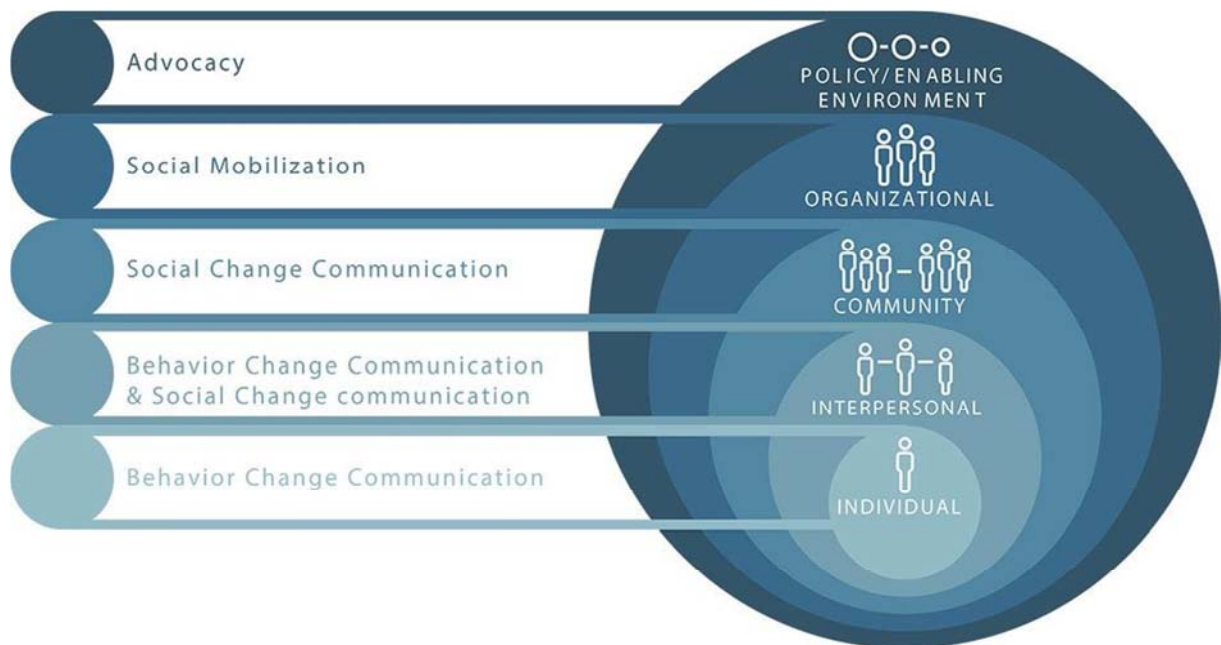 Advocacy
POLICY/ENABLING
ENVIRONMENT
Social Mobilization
ORGANIZATIONAL
Social Change Communication
COMMUNITY
Behavior Change Communication
& Social Change communication
INTERPERSONAL
Behavior Change Communication
INDIVIDUAL